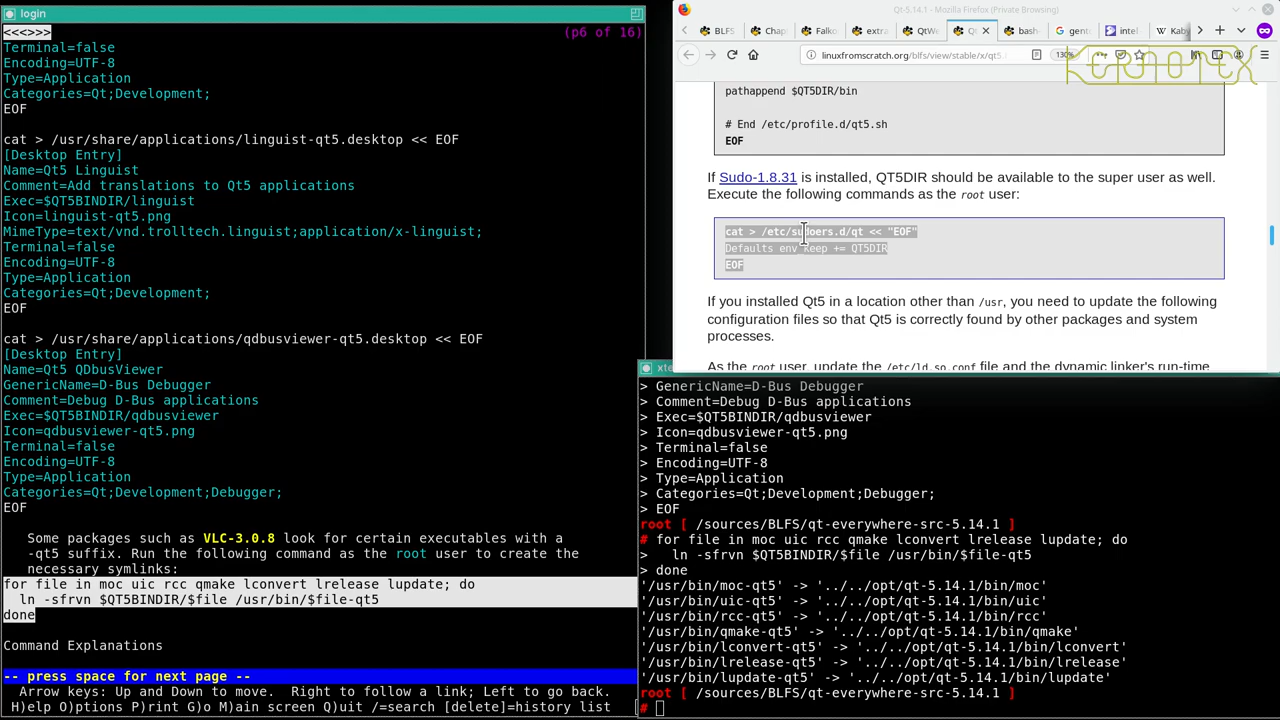 login
<<<>>>
(p6 of 16)
Terminal=false
Encoding=UTF-8
Type=Application
Categories=Qt;Development;
EOF
cat > /usr/share/applications/linguist-qt5.desktop << EOF
[Desktop Entry]
Name=Qt5 Linguist
Comment=Add translations to Qt5 applications
Exec=$QT5BINDIR/linguist
Icon=linguist-qt5.png
MimeType=text/vnd.trolltech.linguist;application/x-linguist;
Terminal=false
Encoding=UTF-8
Type=Application
Categories=Qt;Development;
EOF
cat > /usr/share/applications/qdbusviewer-qt5.desktop << EOF
[Desktop Entry]
Name=Qt5 QDbusViewer
GenericName=D-Bus Debugger
Comment=Debug D-Bus applications
Exec=$QT5BINDIR/qdbusviewer
Icon=qdbusviewer-qt5.png
Terminal=false
Encoding=UTF-8
Type=Application
Categories=Qt;Development;Debugger;
EOF
Some packages such as VLC-3.0.8 look for certain executables with a
-qt5 suffix. Run the following command as the root user to create the
necessary symlinks:
for file in moc uic rcc qmake lconvert lrelease lupdate; do
ln -sfrvn $QT5BINDIR/$file /usr/bin/$file-qt5
done
Command Explanations
-- press space for next page --
Arrow keys: Up and Down to move. Right to follow a link; Left to go back.
H)elp O)ptions P)rint G)o M)ain screen Q)uit /=search [delete]=history list
Qt-5.14.1 - Mozilla Firefox (Private Browsing)
BLFS
Chap
Falko
extra
QtWe
Qt
bash
gent
intel
Kaby
linuxfromscratch.org/blfs/view/stable/x/qt5.
130%
KERNOTEX
pathappend $QT5DIR/bin
# End /etc/profile.d/qt5.sh
EOF
If Sudo-1.8.31 is installed, QT5DIR should be available to the super user as well.
Execute the following commands as the root user:
cat > /etc/sudoers.d/qt << "EOF"
Defaults env_keep += QT5DIR
EOF
If you installed Qt5 in a location other than /usr, you need to update the following
configuration files so that Qt5 is correctly found by other packages and system
processes.
As the root user, update the /etc/ld.so.conf file and the dynamic linker's run-time
xte
> GenericName=D-Bus Debugger
> Comment=Debug D-Bus applications
> Exec=$QT5BINDIR/qdbusviewer
> Icon=qdbusviewer-qt5.png
> Terminal=false
> Encoding=UTF-8
> Type=Application
> Categories=Qt;Development;Debugger;
> EOF
root [ /sources/BLFS/qt-everywhere-src-5.14.1 ]
# for file in moc uic rcc qmake lconvert lrelease lupdate; do
> ln -sfrvn $QT5BINDIR/$file /usr/bin/$file-qt5
> done
'/usr/bin/moc-qt5' -> '../../opt/qt-5.14.1/bin/moc'
'/usr/bin/uic-qt5' -> '../../opt/qt-5.14.1/bin/uic'
'/usr/bin/rcc-qt5' -> '../../opt/qt-5.14.1/bin/rcc'
'/usr/bin/qmake-qt5' -> '../../opt/qt-5.14.1/bin/qmake'
'/usr/bin/lconvert-qt5' -> '../../opt/qt-5.14.1/bin/lconvert'
'/usr/bin/lrelease-qt5' -> '../../opt/qt-5.14.1/bin/lrelease'
'/usr/bin/lupdate-qt5' -> '../../opt/qt-5.14.1/bin/lupdate'
root [ /sources/BLFS/qt-everywhere-src-5.14.1 ]
#